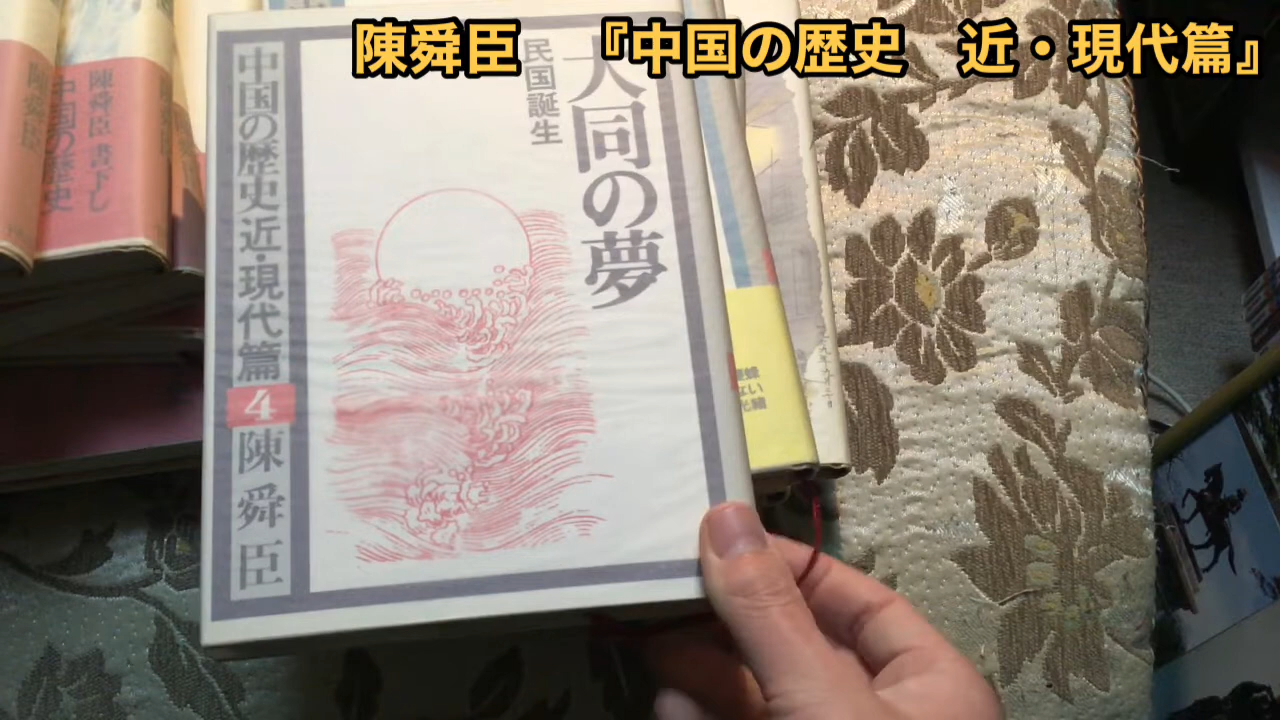 陳舜臣　『中国の歴史　近・現代篇』
大同の夢
民国誕生
中国の歴史 近・現代篇 4 陳舜臣
陳舜臣 書下し
中国の歴史